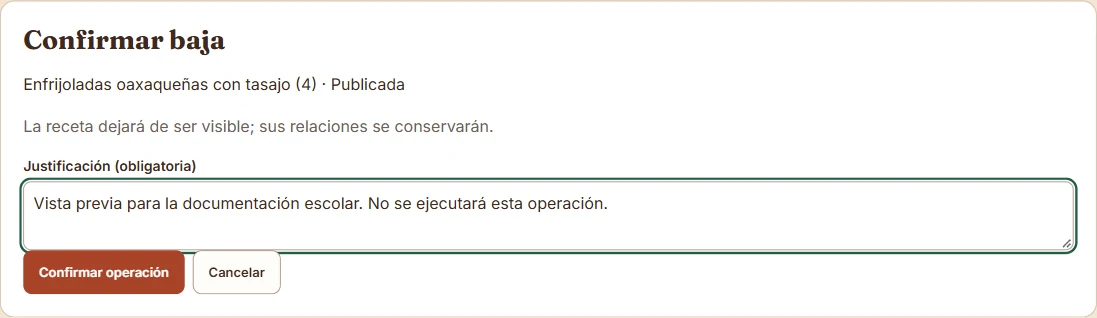 Confirmar baja
Enfrijoladas oaxaqueñas con tasajo (4) · Publicada
La receta dejará de ser visible; sus relaciones se conservarán.
Justificación (obligatoria)
Vista previa para la documentación escolar. No se ejecutará esta operación.
Confirmar operación
Cancelar